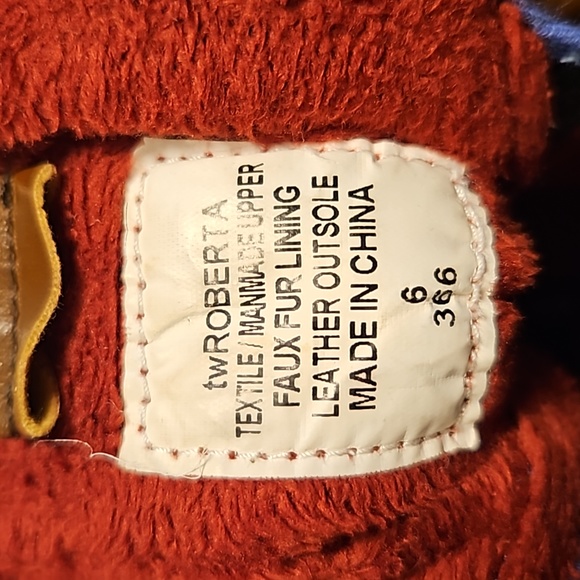 twROBERTA
TEXTILE / MANMADE UPPER
FAUX FUR LINING
LEATHER OUTSOLE
MADE IN CHINA
6
366